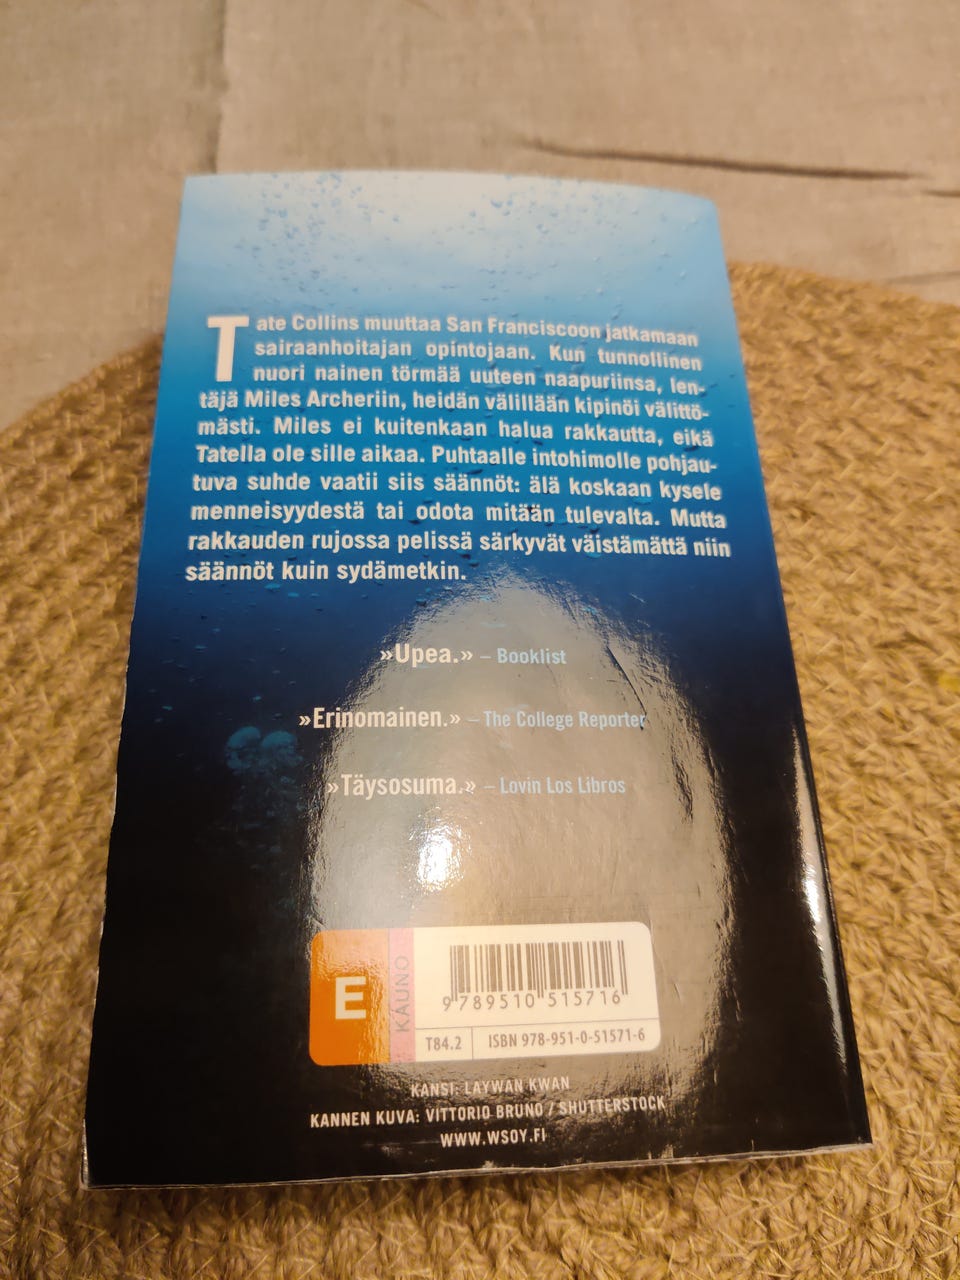 Tate Collins muuttaa San Franciscoon jatkamaan
sairaanhoitajan opintojaan. Kun tunnollinen
nuori nainen törmää uuteen naapuriinsa, len-
täjä Miles Archeriin, heidän välillään kipinöi välittö-
mästi. Miles ei kuitenkaan halua rakkautta, eikä
Tatella ole sille aikaa. Puhtaalle intohimolle pohjau-
tuva suhde vaatii siis säännöt: älä koskaan kysele
menneisyydestä tai odota mitään tulevalta. Mutta
rakkauden rujossa pelissä särkyvät väistämättä niin
säännöt kuin sydämetkin.
»Upea.» – Booklist
»Erinomainen.» – The College Reporter
»Täysosuma.» – Lovin Los Libros
E
KAUNO
9 789510 515716
T84.2
ISBN 978-951-0-51571-6
KANSI: LAYWAN KWAN
KANNEN KUVA: VITTORIO BRUNO / SHUTTERSTOCK
WWW.WSOY.FI